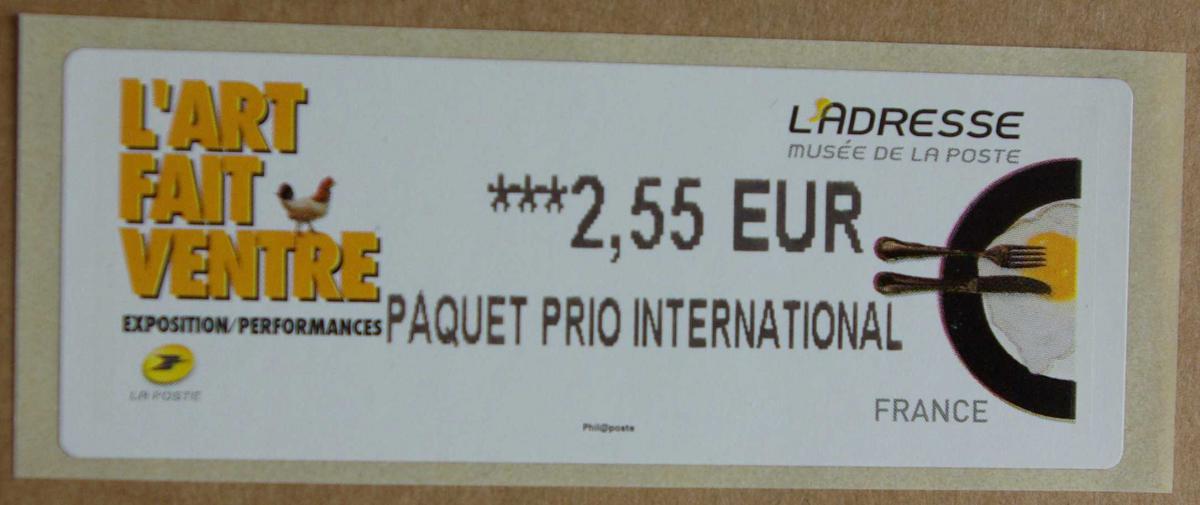 L'ART
FAIT
VENTRE
EXPOSITION/PERFORMANCES
LA POSTE
L'ADRESSE
MUSÉE DE LA POSTE
***2,55 EUR
PAQUET PRIO INTERNATIONAL
FRANCE
Phil@poste